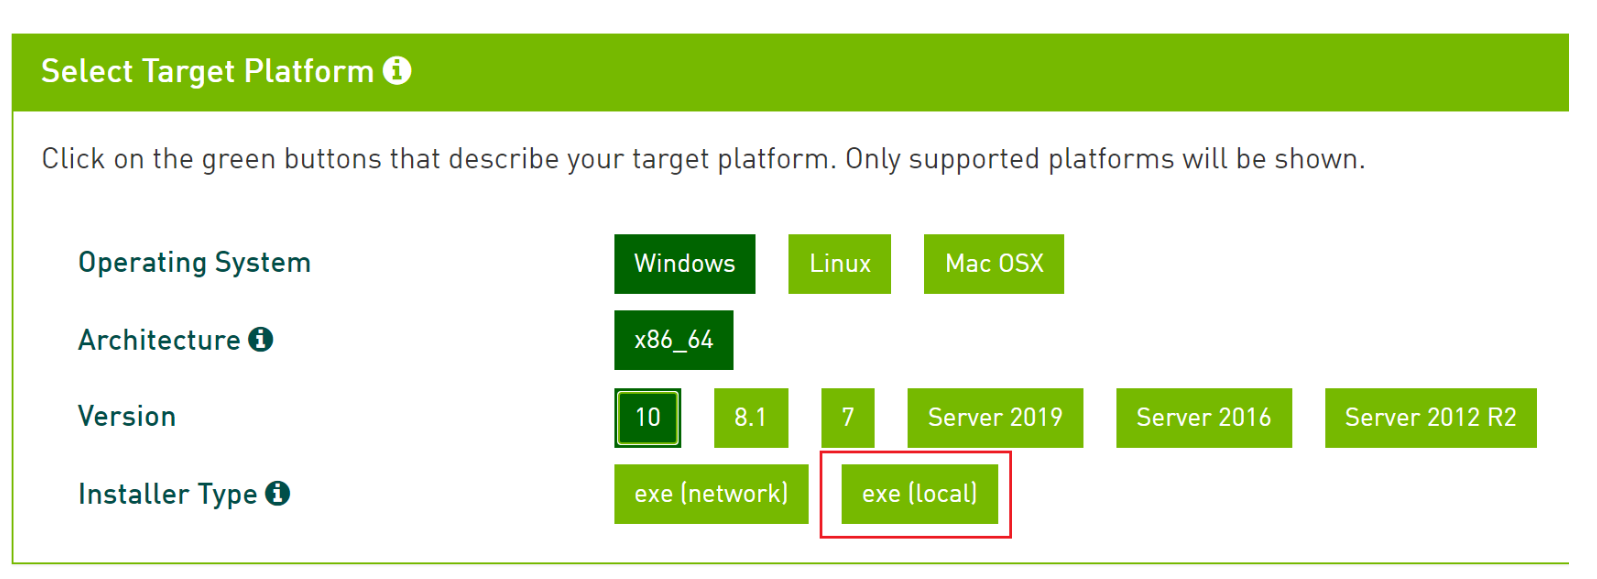 Select Target Platform
Click on the green buttons that describe your target platform. Only supported platforms will be shown.
Operating System Windows Linux Mac OSX
Architecture x86_64
Version 10 8.1 7 Server 2019 Server 2016 Server 2012 R2
Installer Type exe (network) exe (local)